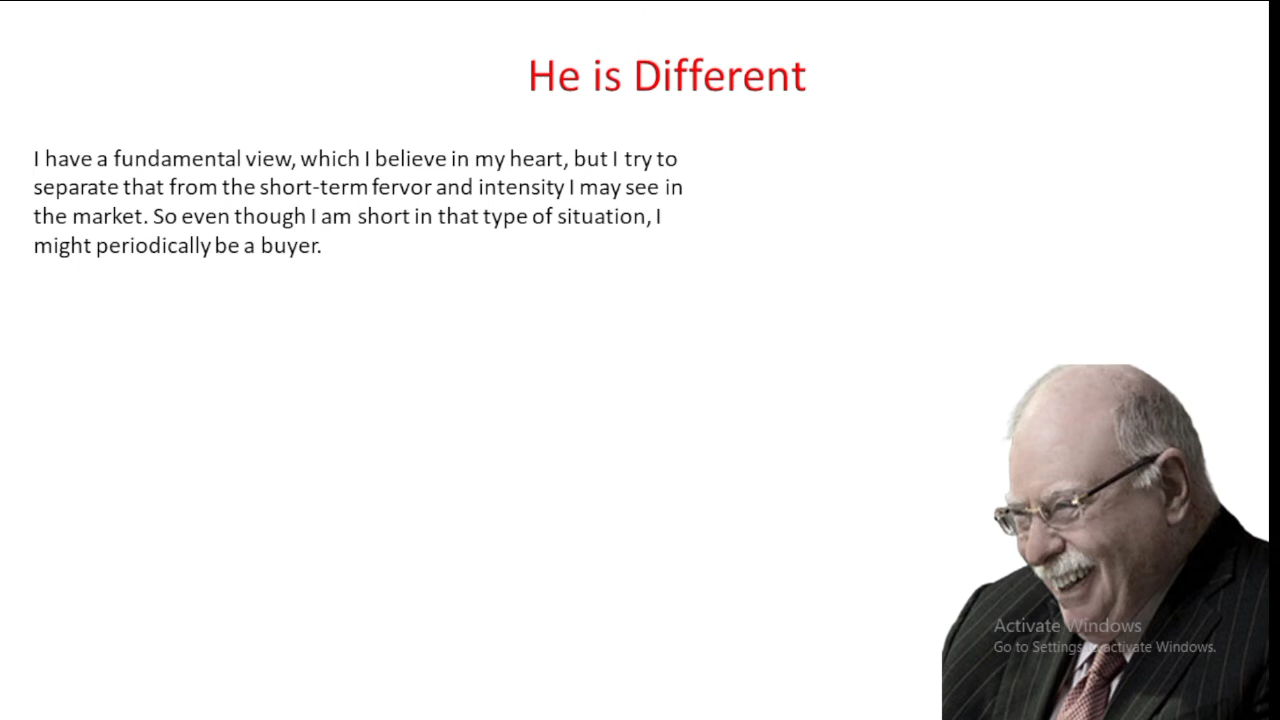 He is Different
I have a fundamental view, which I believe in my heart, but I try to
separate that from the short-term fervor and intensity I may see in
the market. So even though I am short in that type of situation, I
might periodically be a buyer.
Activate Windows
Go to Settings to activate Windows.